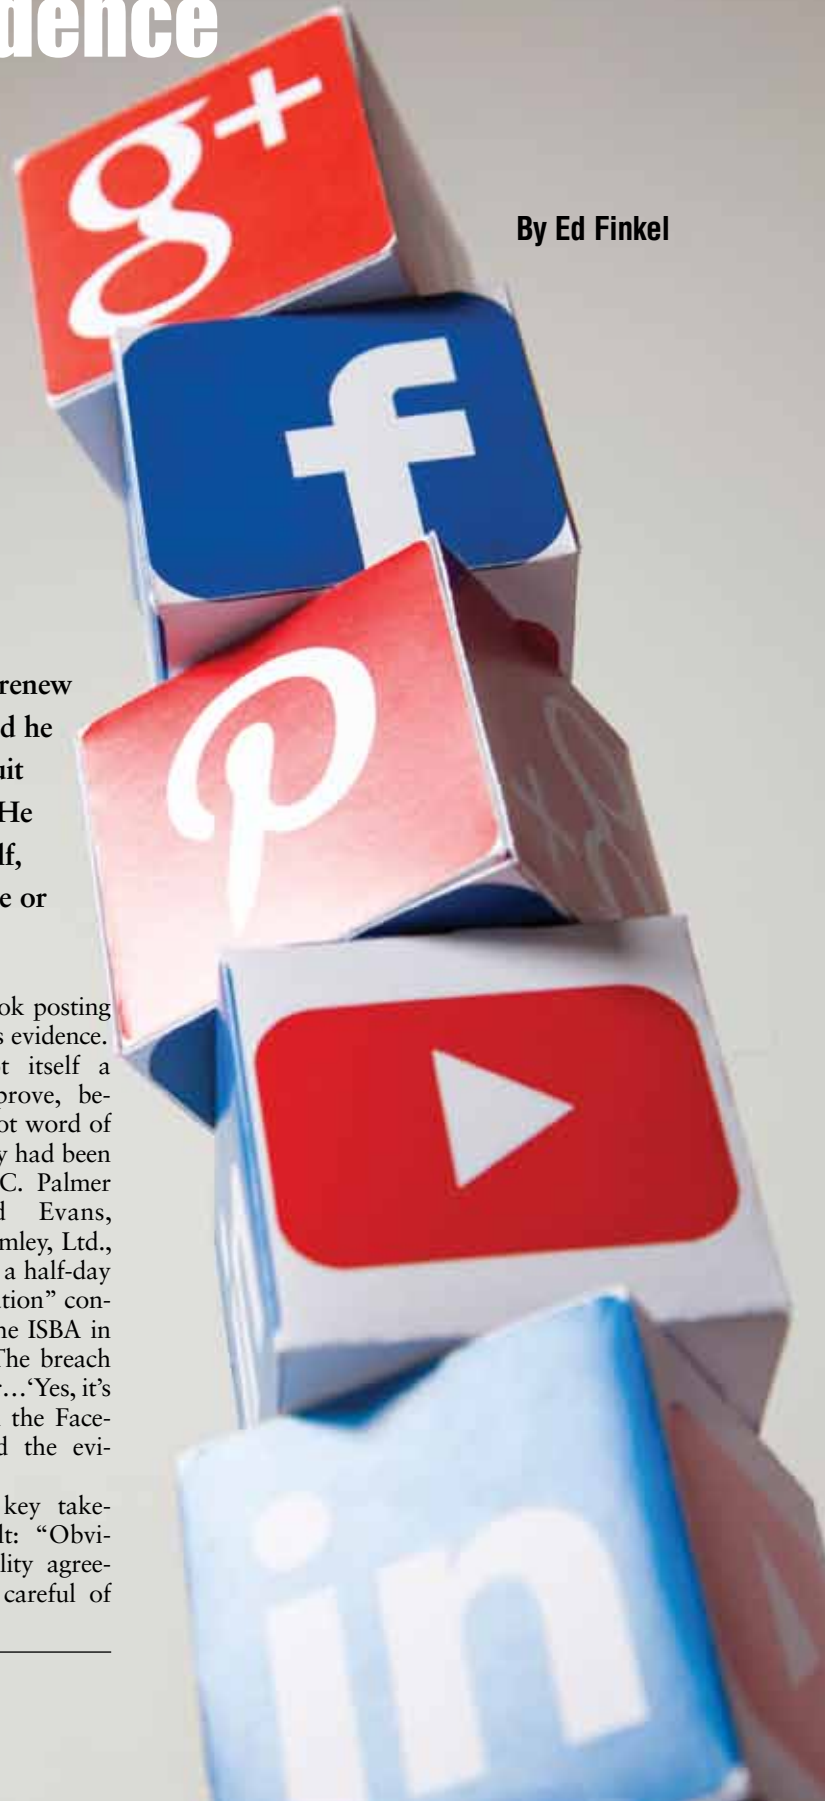 dence
g+
By Ed Finkel
f
renew
d he
uit
He
lf,
e or
P
ok posting
s evidence.
t itself a
prove, be-
ot word of
y had been
C. Palmer
d Evans,
mley, Ltd.,
a half-day
tion” con-
he ISBA in
The breach
r…‘Yes, it’s
the Face-
d the evi-
key take-
lt: “Obvi-
lity agree-
careful of
in